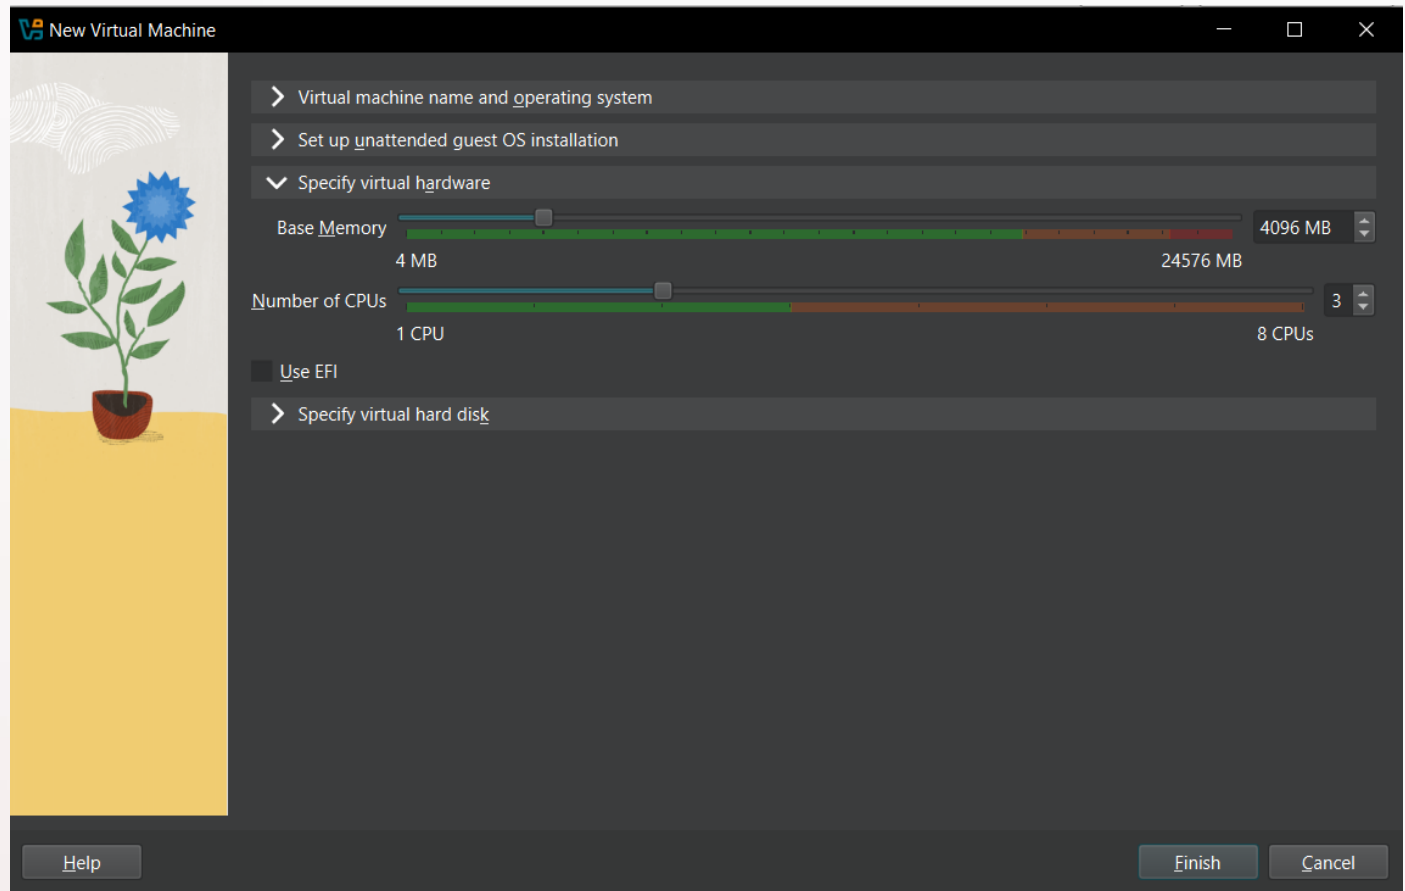 New Virtual Machine
Virtual machine name and operating system
Set up unattended guest OS installation
Specify virtual hardware
Base Memory
4096 MB
4 MB
24576 MB
Number of CPUs
3
1 CPU
8 CPUs
Use EFI
Specify virtual hard disk
Help
Finish
Cancel